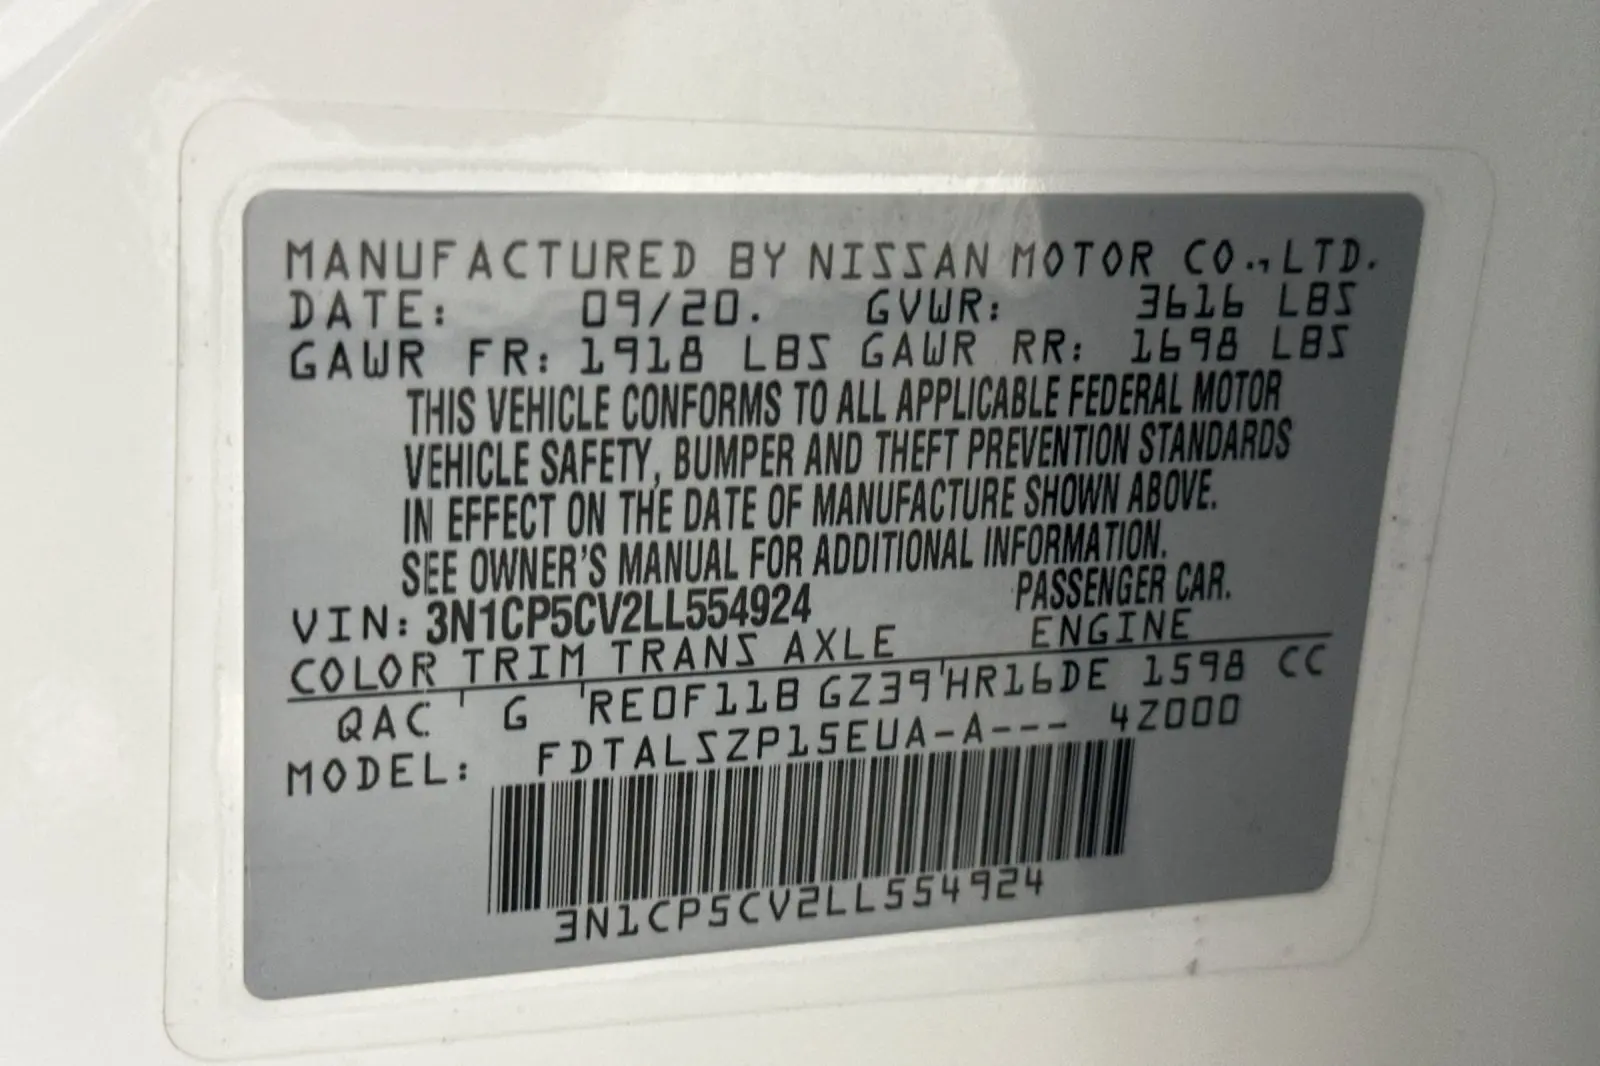 MANUFACTURED BY NISSAN MOTOR CO.,LTD.
DATE: 09/20. GVWR: 3616 LBS
GAWR FR: 1918 LBS GAWR RR: 1698 LBS
THIS VEHICLE CONFORMS TO ALL APPLICABLE FEDERAL MOTOR
VEHICLE SAFETY, BUMPER AND THEFT PREVENTION STANDARDS
IN EFFECT ON THE DATE OF MANUFACTURE SHOWN ABOVE.
SEE OWNER'S MANUAL FOR ADDITIONAL INFORMATION.
VIN: 3N1CP5CV2LL554924 PASSENGER CAR.
COLOR TRIM TRANS AXLE ENGINE
QAC ' G 'RE0F11B GZ39'HR16DE 1598 CC
MODEL: FDTALSZP15EUA-A--- 4Z000
3N1CP5CV2LL554924